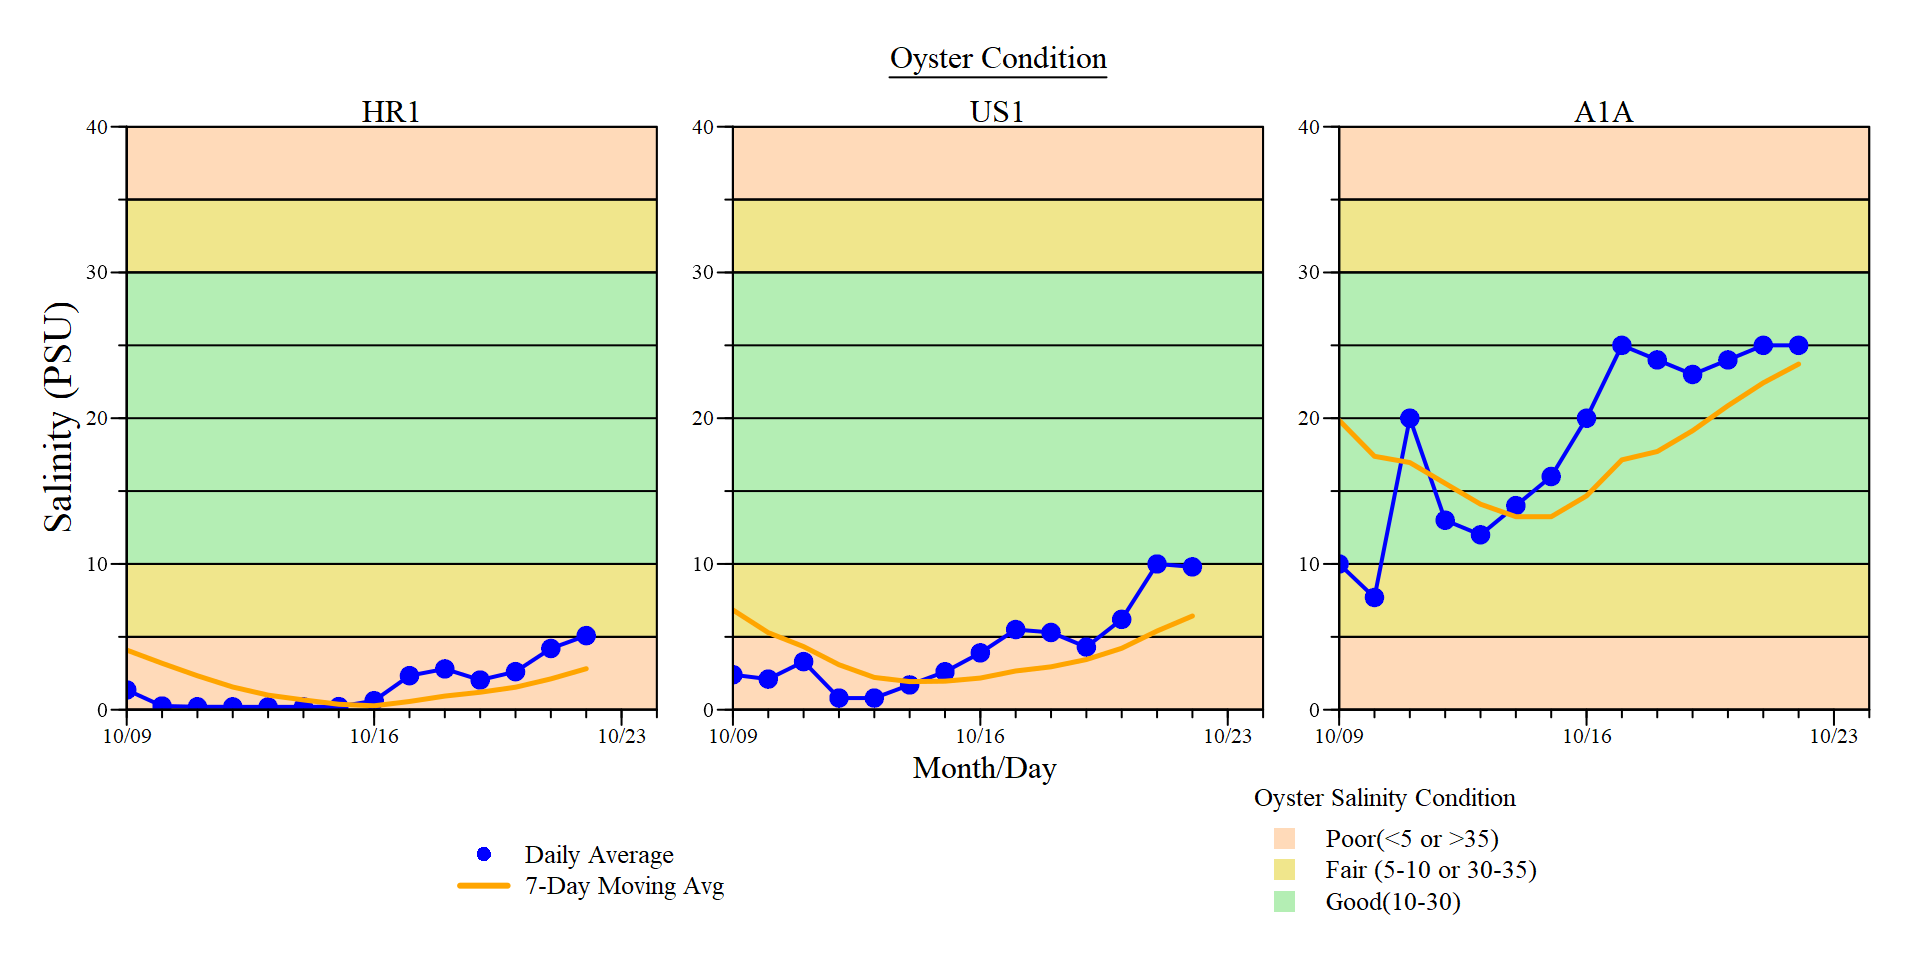 Oyster Condition
HR1
US1
A1A
Salinity (PSU)
40
30
20
10
0
10/09
10/16
10/23
40
30
20
10
0
10/09
10/16
10/23
40
30
20
10
0
10/09
10/16
10/23
Month/Day
Daily Average
7-Day Moving Avg
Oyster Salinity Condition
Poor(<5 or >35)
Fair (5-10 or 30-35)
Good(10-30)